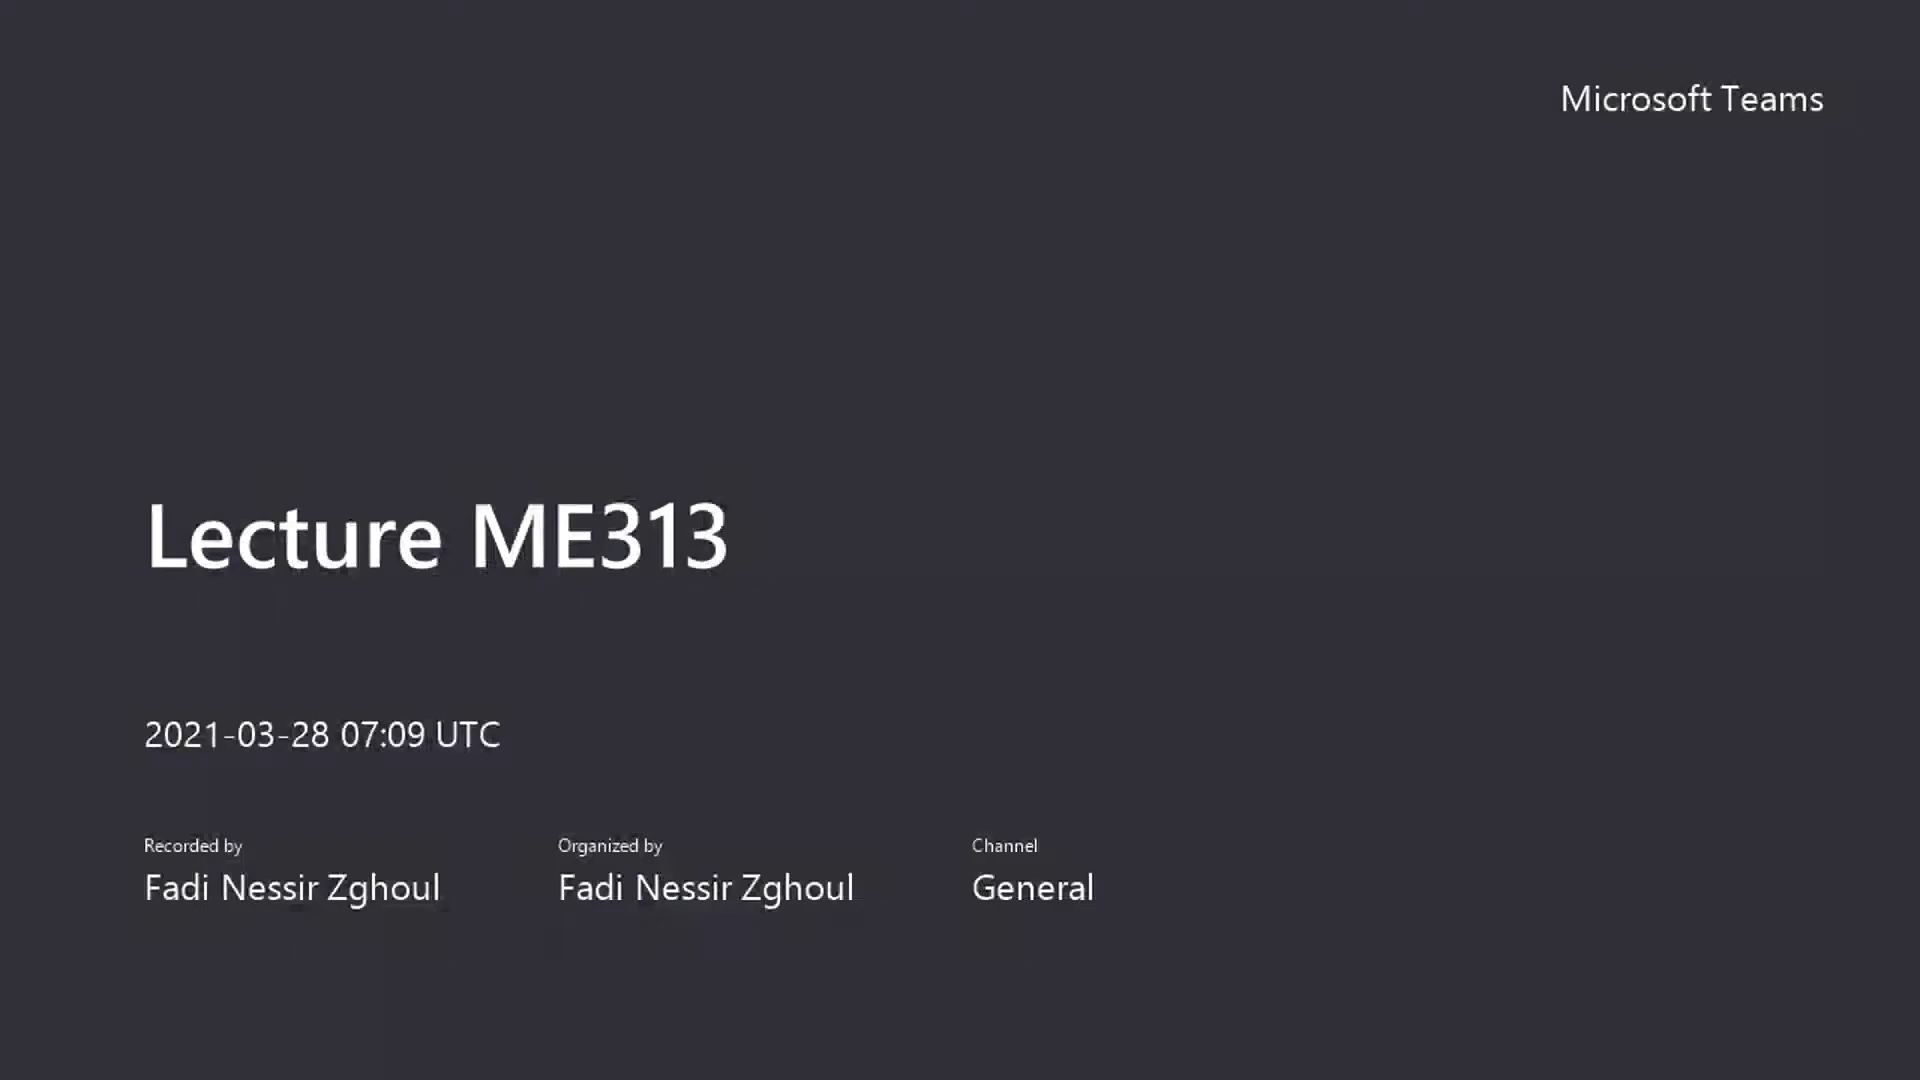 Microsoft Teams
Lecture ME313
2021-03-28 07:09 UTC
Recorded by
Fadi Nessir Zghoul
Organized by
Fadi Nessir Zghoul
Channel
General